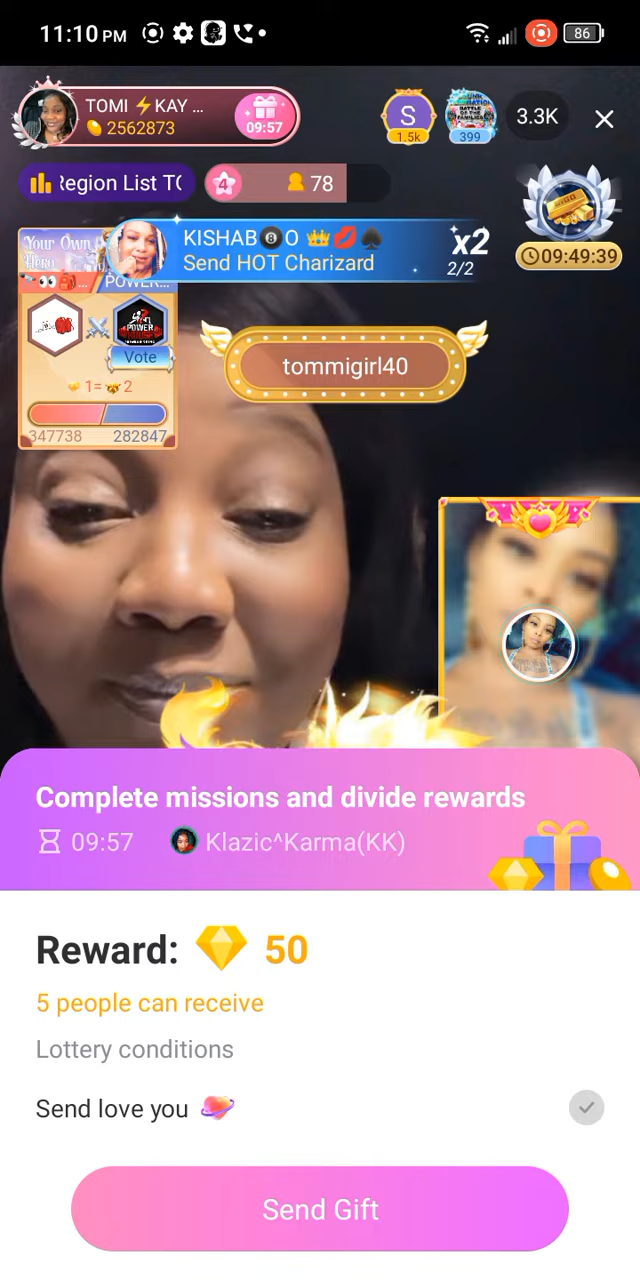 11:10 PM
86
TOMI ⚡KAY ...
2562873
09:57
S
1.5k
399
3.3K
Region List TO
4
78
09:49:39
Your Own
Hero
KISHAB🎱O 👑💋♠
Send HOT Charizard
x2
2/2
POWER...
Vote
1= 2
347738
282847
tommigirl40
Complete missions and divide rewards
09:57
Klazic^Karma(KK)
Reward: 50
5 people can receive
Lottery conditions
Send love you
Send Gift